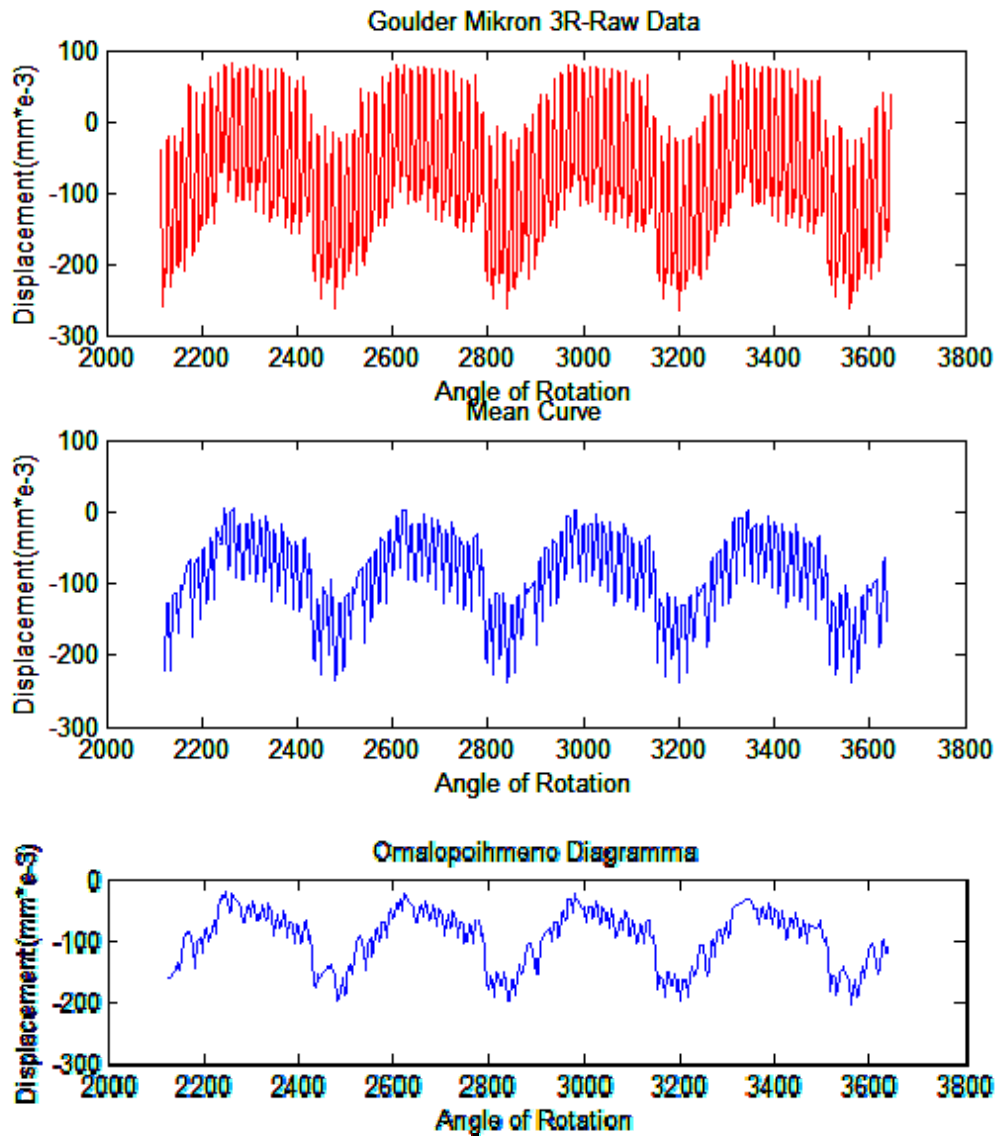 Goulder Mikron 3R-Raw Data
Displacement(mm*e-3)
100
0
-100
-200
-300
2000 2200 2400 2600 2800 3000 3200 3400 3600 3800
Angle of Rotation
Mean Curve
Displacement(mm*e-3)
100
0
-100
-200
-300
2000 2200 2400 2600 2800 3000 3200 3400 3600 3800
Angle of Rotation
Omalopoihmeno Diagramma
Displacement(mm*e-3)
0
-100
-200
-300
2000 2200 2400 2600 2800 3000 3200 3400 3600 3800
Angle of Rotation